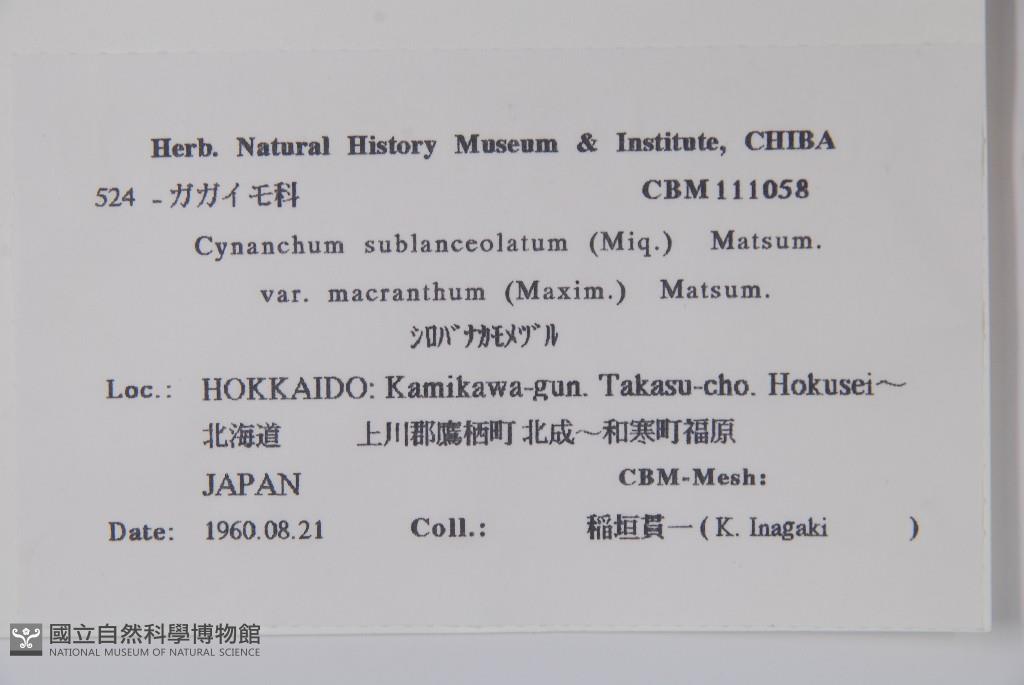 Herb. Natural History Museum & Institute, CHIBA
524 - ガガイモ科 CBM 111058
Cynanchum sublanceolatum (Miq.) Matsum.
var. macranthum (Maxim.) Matsum.
ｼﾛﾊﾞﾅｶﾓﾒﾂﾞﾙ
Loc.: HOKKAIDO: Kamikawa-gun. Takasu-cho. Hokusei～
北海道 上川郡鷹栖町 北成～和寒町福原
JAPAN CBM-Mesh:
Date: 1960.08.21 Coll.: 稲垣貫一 ( K. Inagaki )
國立自然科學博物館
NATIONAL MUSEUM OF NATURAL SCIENCE